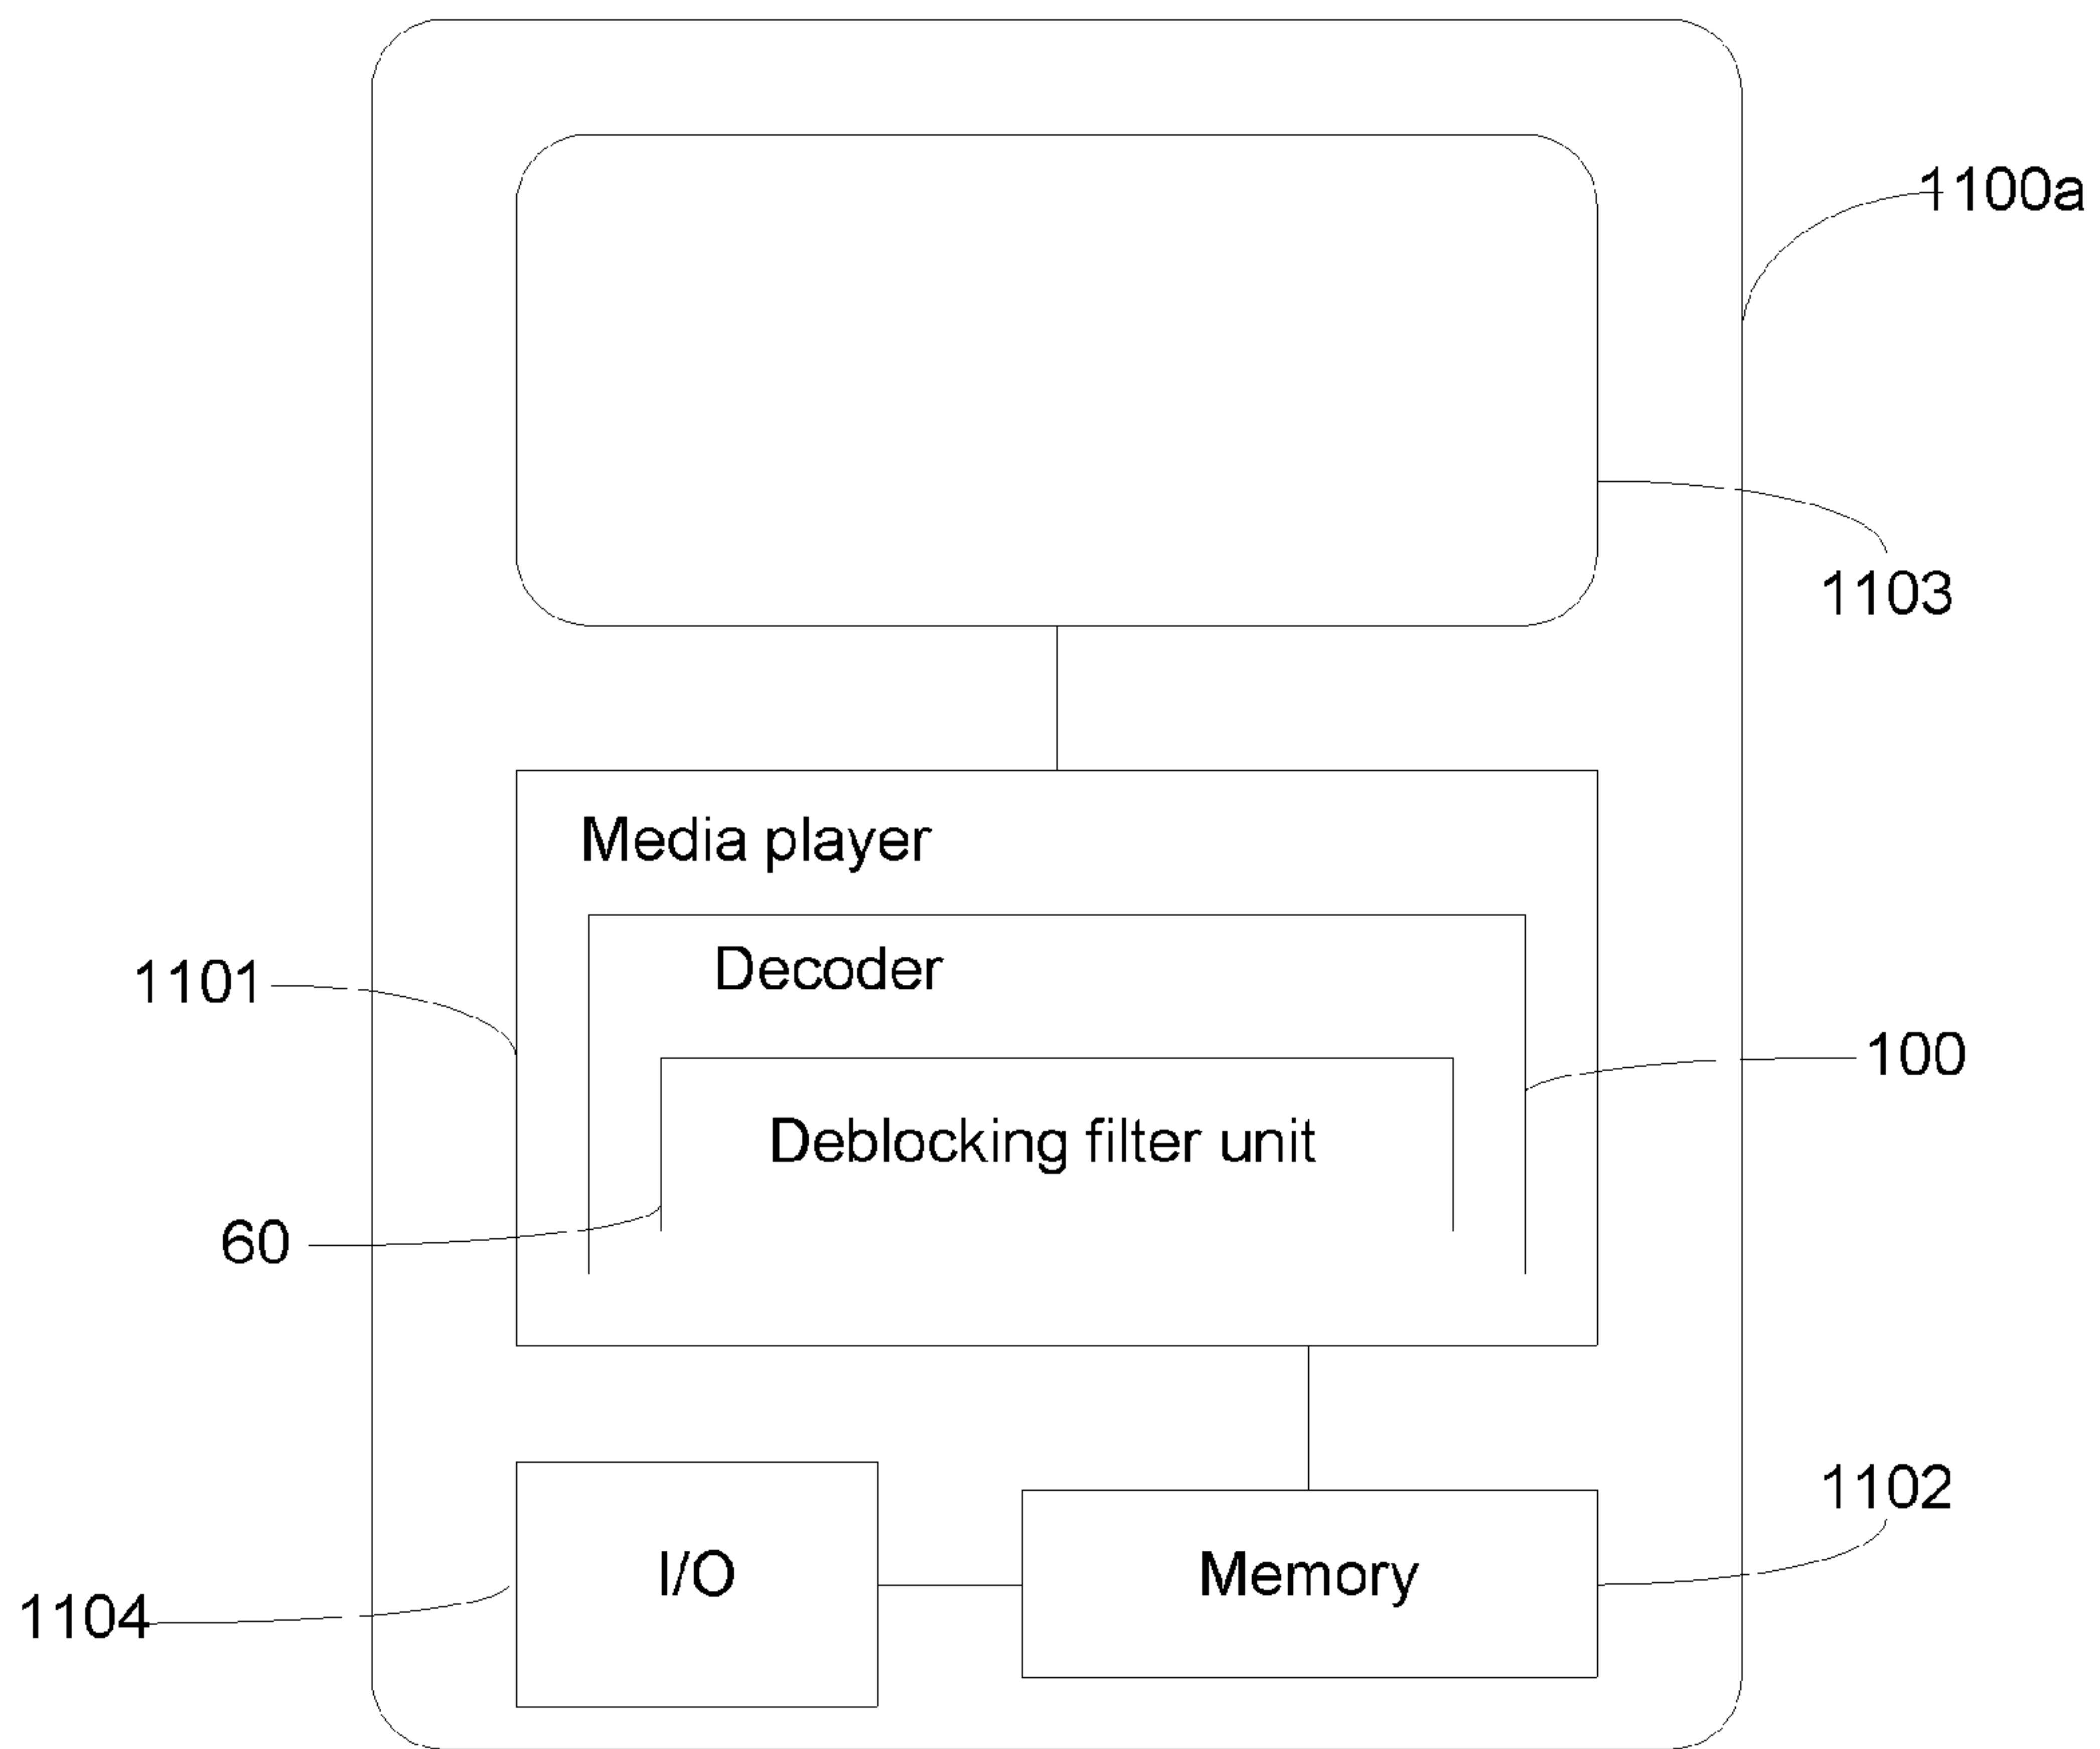 1100a
1103
Media player
Decoder
1101
100
Deblocking filter unit
60
1102
I/O
Memory
1104